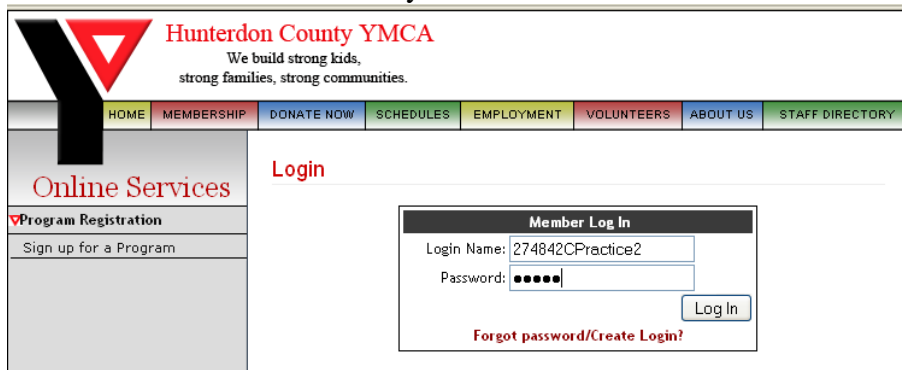 Hunterdon County YMCA
We build strong kids,
strong families, strong communities.
HOME MEMBERSHIP DONATE NOW SCHEDULES EMPLOYMENT VOLUNTEERS ABOUT US STAFF DIRECTORY
Online Services
Program Registration
Sign up for a Program
Login
Member Log In
Login Name: 274842CPractice2
Password: ●●●●●
Log In
Forgot password/Create Login?